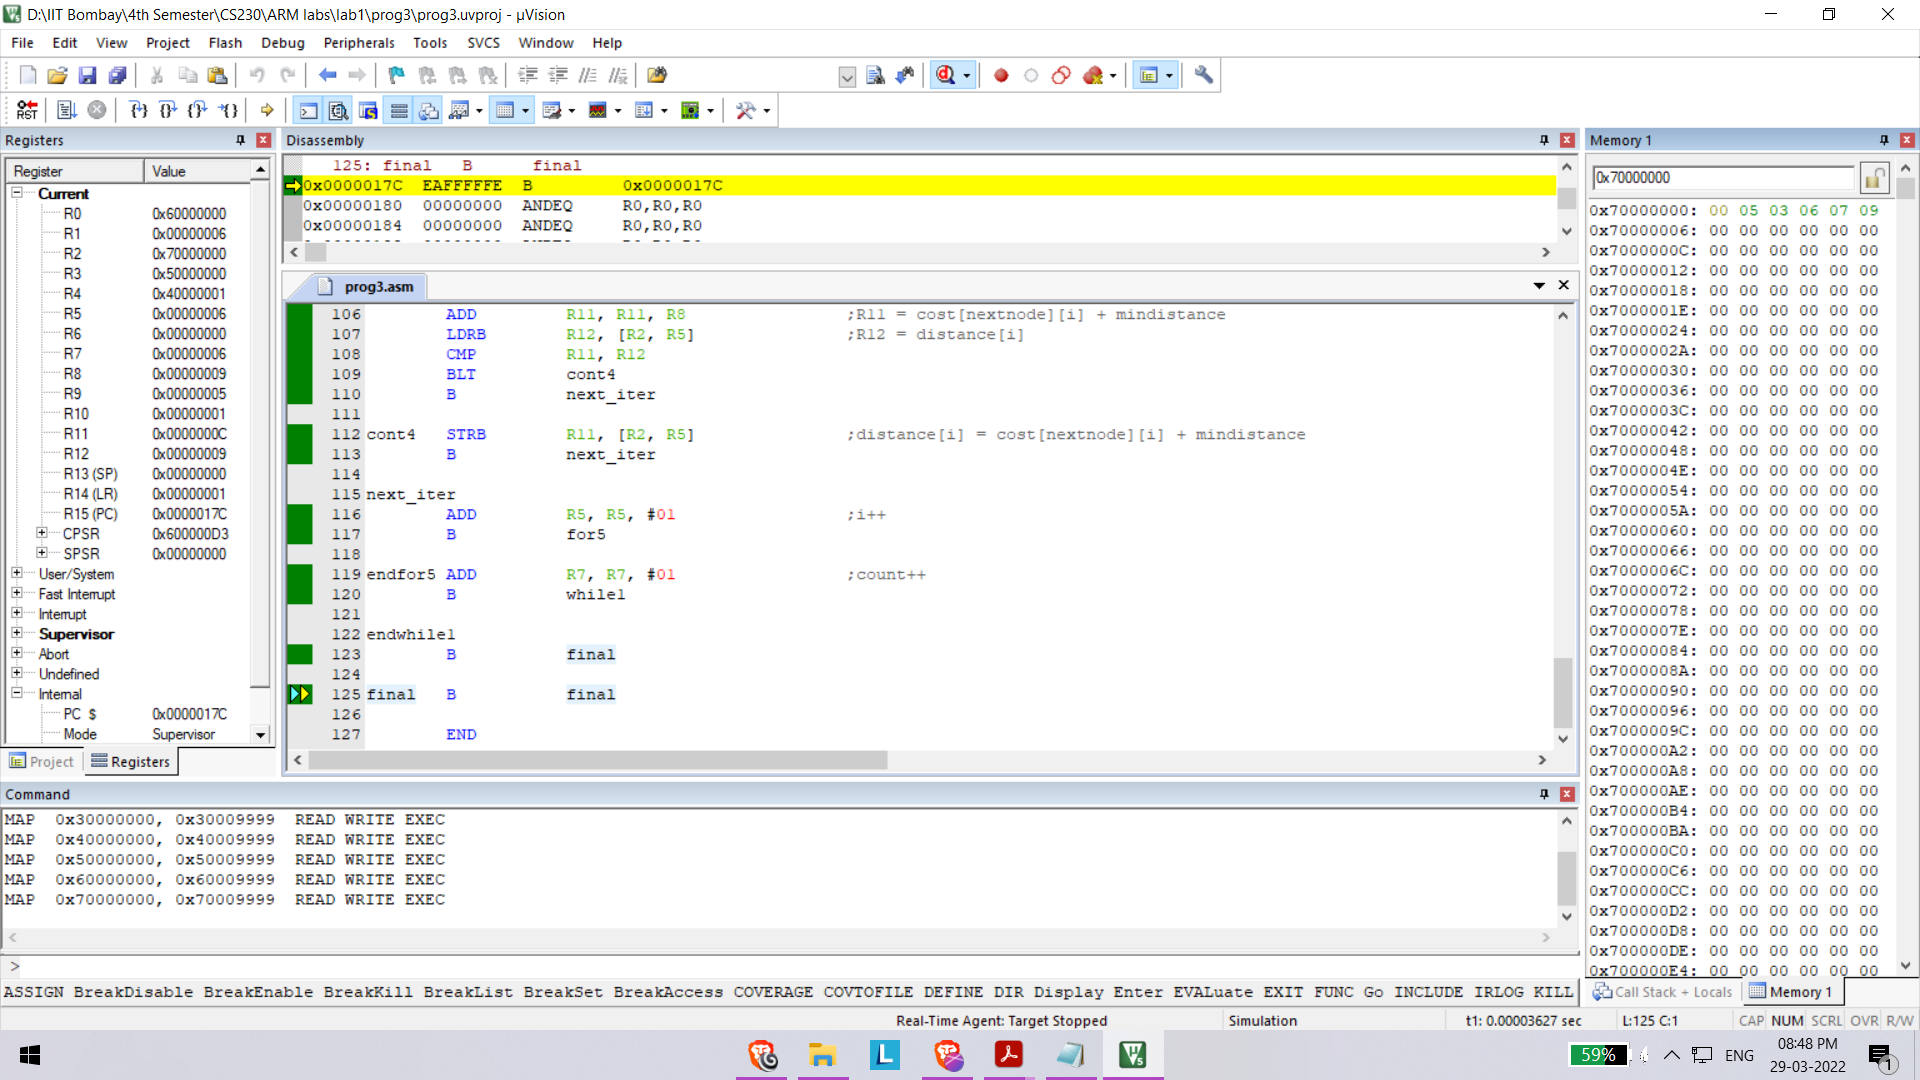 D:\IIT Bombay\4th Semester\CS230\ARM labs\lab1\prog3\prog3.uvproj - µVision
File Edit View Project Flash Debug Peripherals Tools SVCS Window Help
Registers
Register Value
Current
R0 0x60000000
R1 0x00000006
R2 0x70000000
R3 0x50000000
R4 0x40000001
R5 0x00000006
R6 0x00000000
R7 0x00000006
R8 0x00000009
R9 0x00000005
R10 0x00000001
R11 0x0000000C
R12 0x00000009
R13 (SP) 0x00000000
R14 (LR) 0x00000001
R15 (PC) 0x0000017C
CPSR 0x600000D3
SPSR 0x00000000
User/System
Fast Interrupt
Interrupt
Supervisor
Abort
Undefined
Internal
PC $ 0x0000017C
Mode Supervisor
Project Registers
Disassembly
125: final B final
0x0000017C EAFFFFFE B 0x0000017C
0x00000180 00000000 ANDEQ R0,R0,R0
0x00000184 00000000 ANDEQ R0,R0,R0
prog3.asm
106 ADD R11, R11, R8 ;R11 = cost[nextnode][i] + mindistance
107 LDRB R12, [R2, R5] ;R12 = distance[i]
108 CMP R11, R12
109 BLT cont4
110 B next_iter
111
112 cont4 STRB R11, [R2, R5] ;distance[i] = cost[nextnode][i] + mindistance
113 B next_iter
114
115 next_iter
116 ADD R5, R5, #01 ;i++
117 B for5
118
119 endfor5 ADD R7, R7, #01 ;count++
120 B while1
121
122 endwhile1
123 B final
124
125 final B final
126
127 END
Command
MAP 0x30000000, 0x30009999 READ WRITE EXEC
MAP 0x40000000, 0x40009999 READ WRITE EXEC
MAP 0x50000000, 0x50009999 READ WRITE EXEC
MAP 0x60000000, 0x60009999 READ WRITE EXEC
MAP 0x70000000, 0x70009999 READ WRITE EXEC
>
ASSIGN BreakDisable BreakEnable BreakKill BreakList BreakSet BreakAccess COVERAGE COVTOFILE DEFINE DIR Display Enter EVALuate EXIT FUNC Go INCLUDE IRLOG KILL
Memory 1
0x70000000
0x70000000: 00 05 03 06 07 09
0x70000006: 00 00 00 00 00 00
0x7000000C: 00 00 00 00 00 00
0x70000012: 00 00 00 00 00 00
0x70000018: 00 00 00 00 00 00
0x7000001E: 00 00 00 00 00 00
0x70000024: 00 00 00 00 00 00
0x7000002A: 00 00 00 00 00 00
0x70000030: 00 00 00 00 00 00
0x70000036: 00 00 00 00 00 00
0x7000003C: 00 00 00 00 00 00
0x70000042: 00 00 00 00 00 00
0x70000048: 00 00 00 00 00 00
0x7000004E: 00 00 00 00 00 00
0x70000054: 00 00 00 00 00 00
0x7000005A: 00 00 00 00 00 00
0x70000060: 00 00 00 00 00 00
0x70000066: 00 00 00 00 00 00
0x7000006C: 00 00 00 00 00 00
0x70000072: 00 00 00 00 00 00
0x70000078: 00 00 00 00 00 00
0x7000007E: 00 00 00 00 00 00
0x70000084: 00 00 00 00 00 00
0x7000008A: 00 00 00 00 00 00
0x70000090: 00 00 00 00 00 00
0x70000096: 00 00 00 00 00 00
0x7000009C: 00 00 00 00 00 00
0x700000A2: 00 00 00 00 00 00
0x700000A8: 00 00 00 00 00 00
0x700000AE: 00 00 00 00 00 00
0x700000B4: 00 00 00 00 00 00
0x700000BA: 00 00 00 00 00 00
0x700000C0: 00 00 00 00 00 00
0x700000C6: 00 00 00 00 00 00
0x700000CC: 00 00 00 00 00 00
0x700000D2: 00 00 00 00 00 00
0x700000D8: 00 00 00 00 00 00
0x700000DE: 00 00 00 00 00 00
0x700000E4: 00 00 00 00 00 00
Call Stack + Locals Memory 1
Real-Time Agent: Target Stopped Simulation t1: 0.00003627 sec L:125 C:1 CAP NUM SCRL OVR R/W
59% ENG 08:48 PM
29-03-2022 1